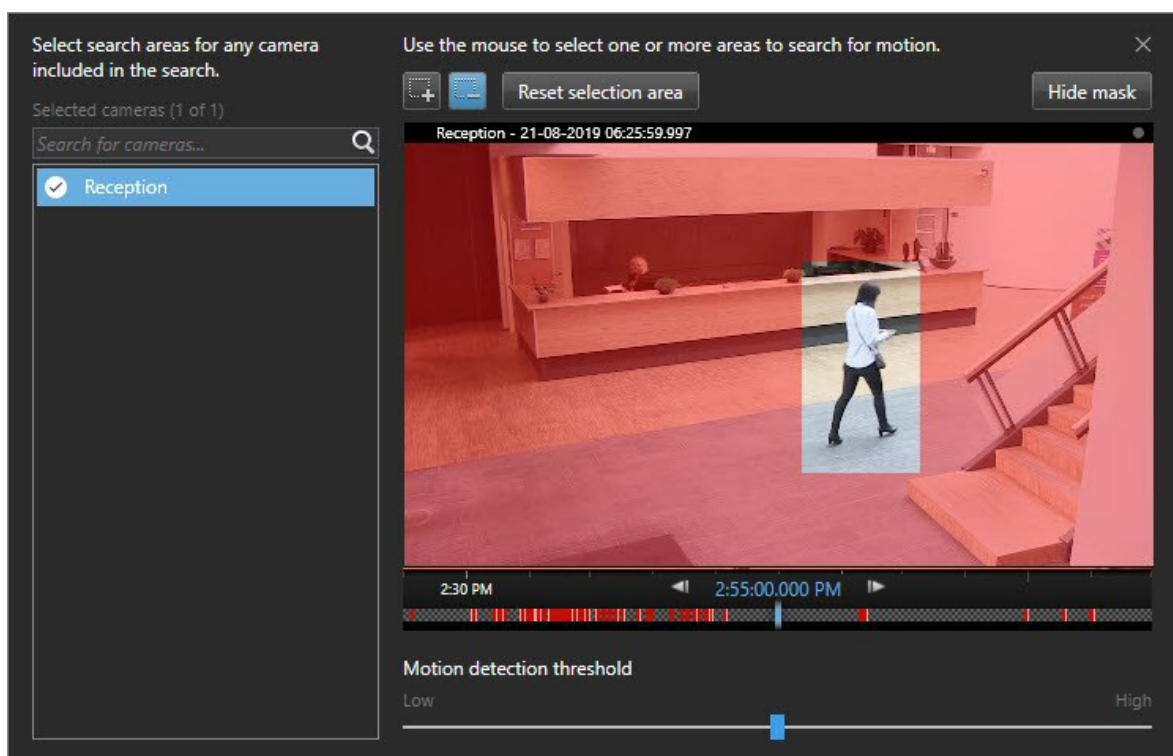 Select search areas for any camera
included in the search.
Selected cameras (1 of 1)
Search for cameras...
Reception
Use the mouse to select one or more areas to search for motion.
Reset selection area
Hide mask
Reception - 21-08-2019 06:25:59.997
2:30 PM
2:55:00.000 PM
Motion detection threshold
Low
High